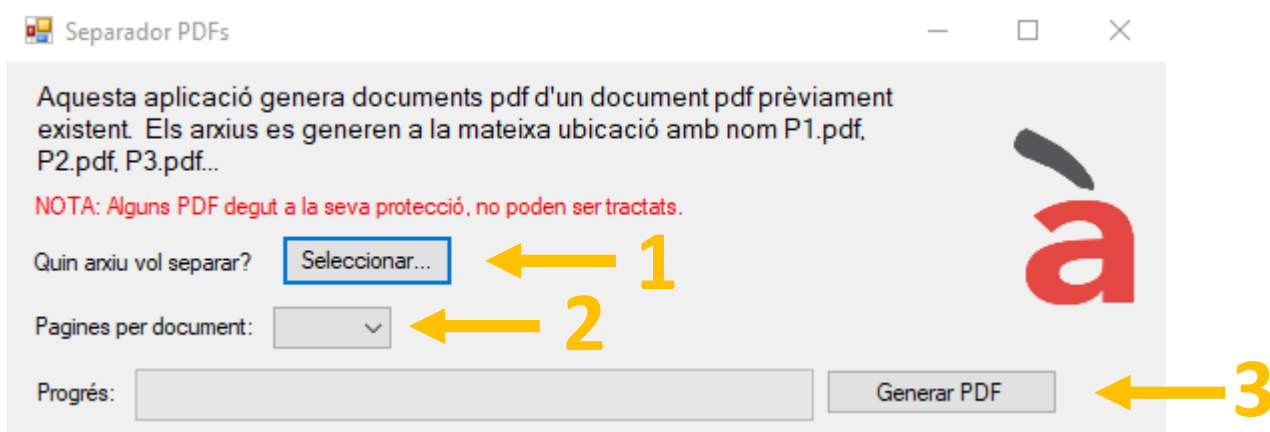 Separador PDFs
Aquesta aplicació genera documents pdf d'un document pdf prèviament
existent. Els arxius es generen a la mateixa ubicació amb nom P1.pdf,
P2.pdf, P3.pdf...
NOTA: Alguns PDF degut a la seva protecció, no poden ser tractats.
à
Quin arxiu vol separar? Seleccionar... 1
Pagines per document: 2
Progrés: Generar PDF 3